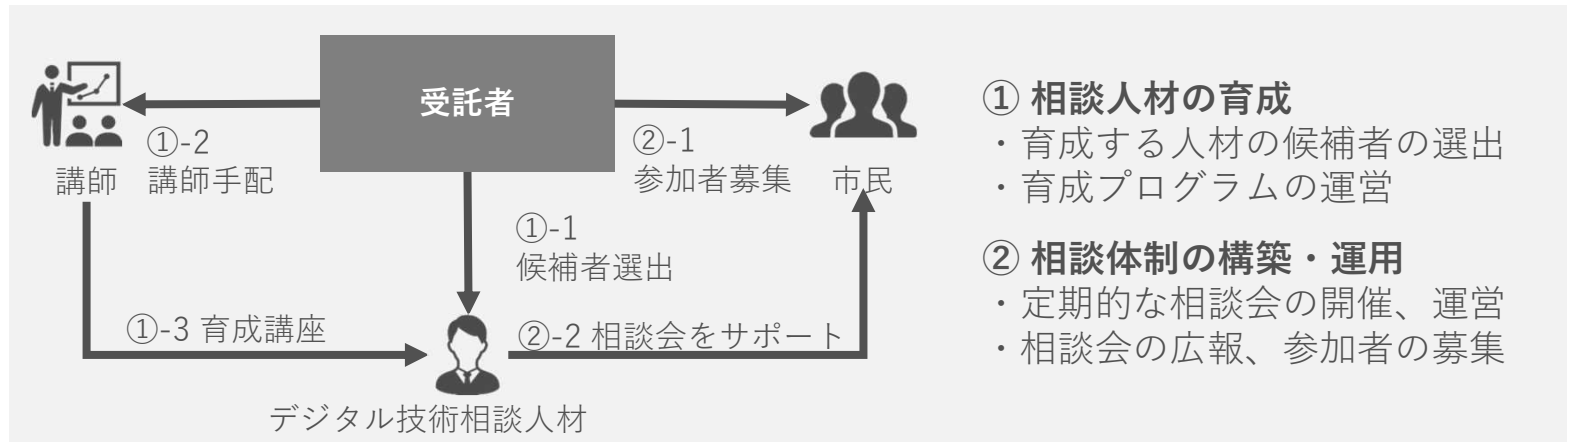 受託者
①-2
講師手配
講師
②-1
参加者募集
市民
①-1
候補者選出
①-3 育成講座
②-2 相談会をサポート
デジタル技術相談人材
① 相談人材の育成
・育成する人材の候補者の選出
・育成プログラムの運営
② 相談体制の構築・運用
・定期的な相談会の開催、運営
・相談会の広報、参加者の募集